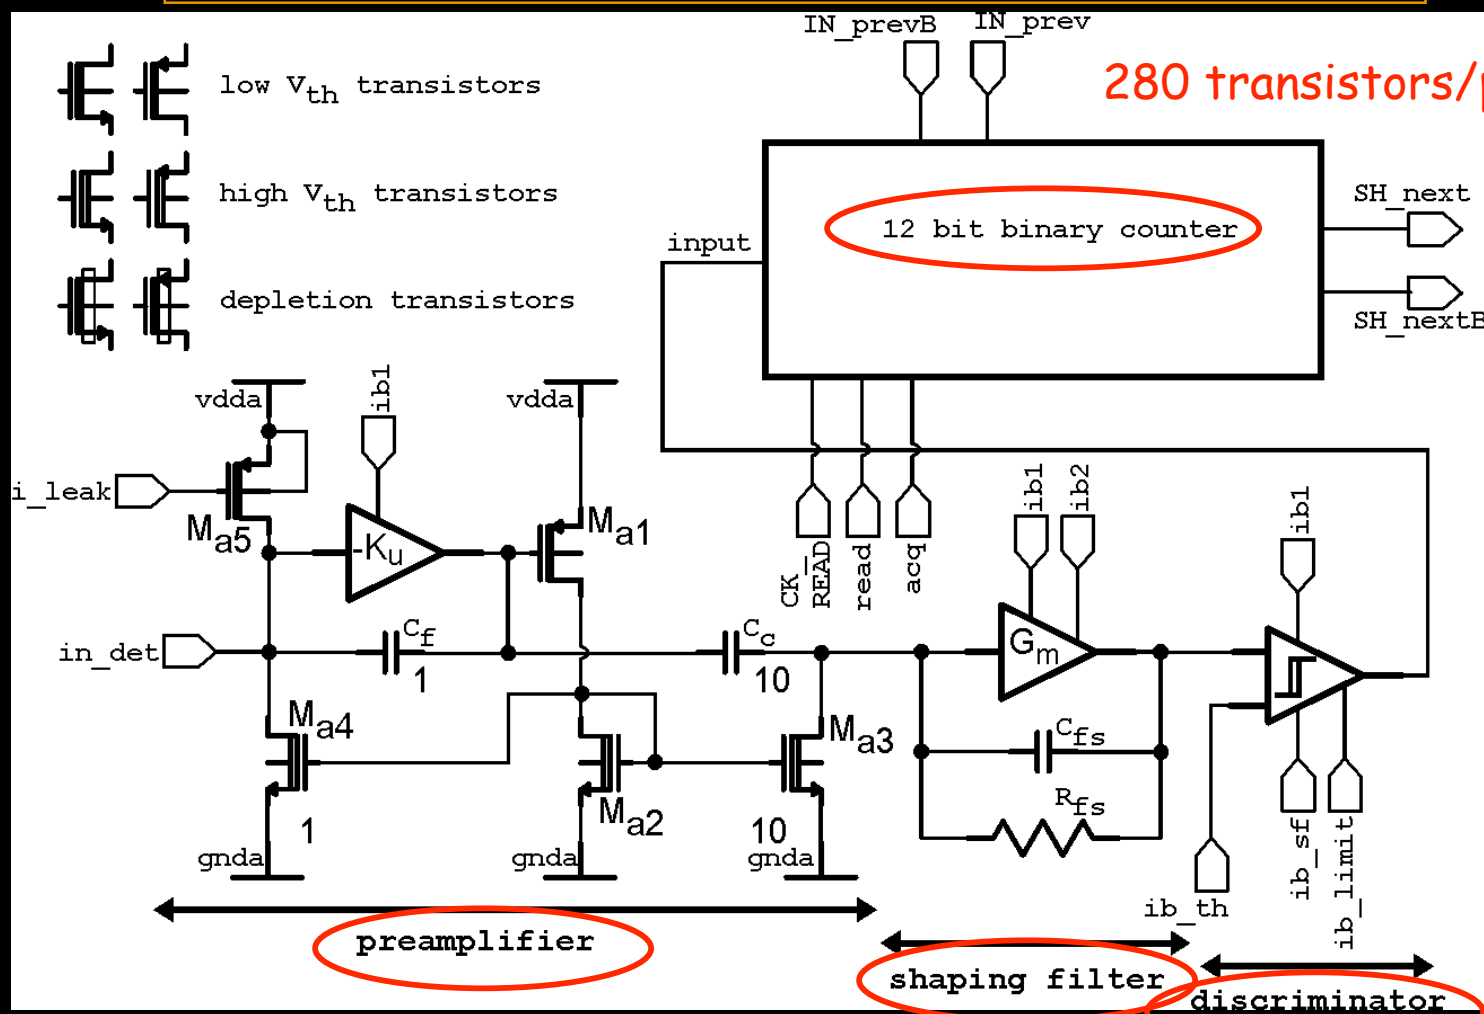 IN_prevB IN_prev
280 transistors/
low Vth transistors
high Vth transistors
depletion transistors
12 bit binary counter
input
SH_next
SH_nextB
vdda
ib1
vdda
i_leak
Ma5
-Ku
Ma1
CK_READ
read
acq
ib1
ib2
ib1
in_det
Cf
1
Cc
10
Gm
Ma4
1
Ma2
Ma3
10
Cfs
Rfs
gnda
gnda
gnda
ib_th
ib_sf
ib_limit
preamplifier
shaping filter
discriminator